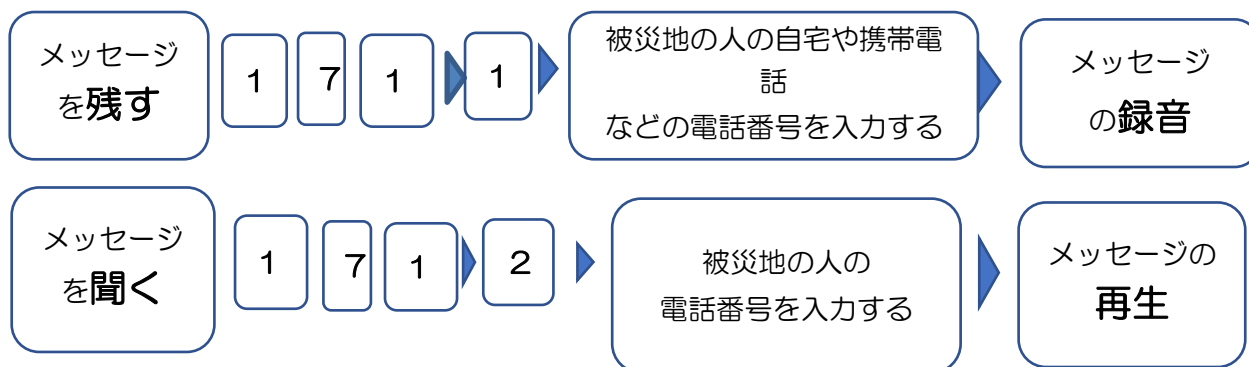 メッセージ
を残す
1 7 1 1
被災地の人の自宅や携帯電
話
などの電話番号を入力する
メッセージ
の録音
メッセージ
を聞く
1 7 1 2
被災地の人の
電話番号を入力する
メッセージの
再生